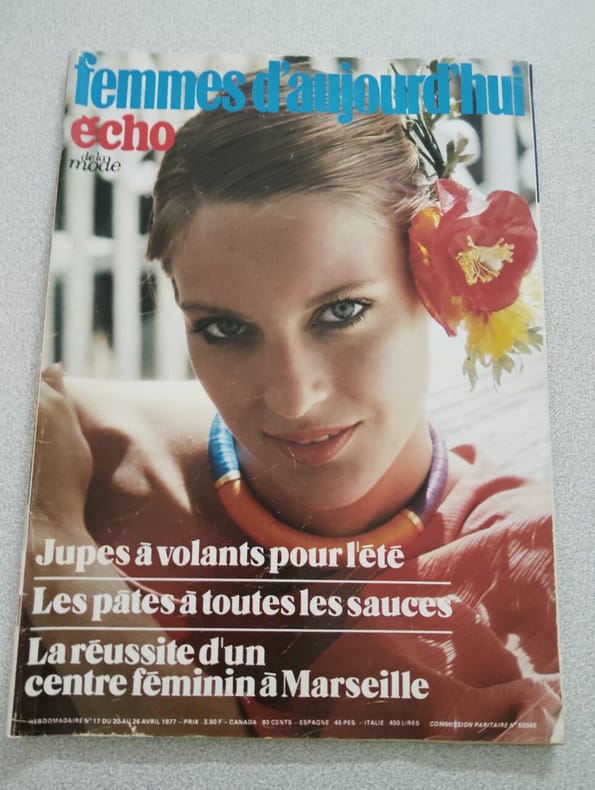 femmes d'aujourd'hui
écho
de la
mode
Jupes à volants pour l'été
Les pâtes à toutes les sauces
La réussite d'un
centre féminin à Marseille
HEBDOMADAIRE N° 17 DU 20 AU 26 AVRIL 1977 – PRIX 3,50 F – CANADA 90 CENTS – ESPAGNE 45 PES – ITALIE 450 LIRES COMMISSION PARITAIRE N°